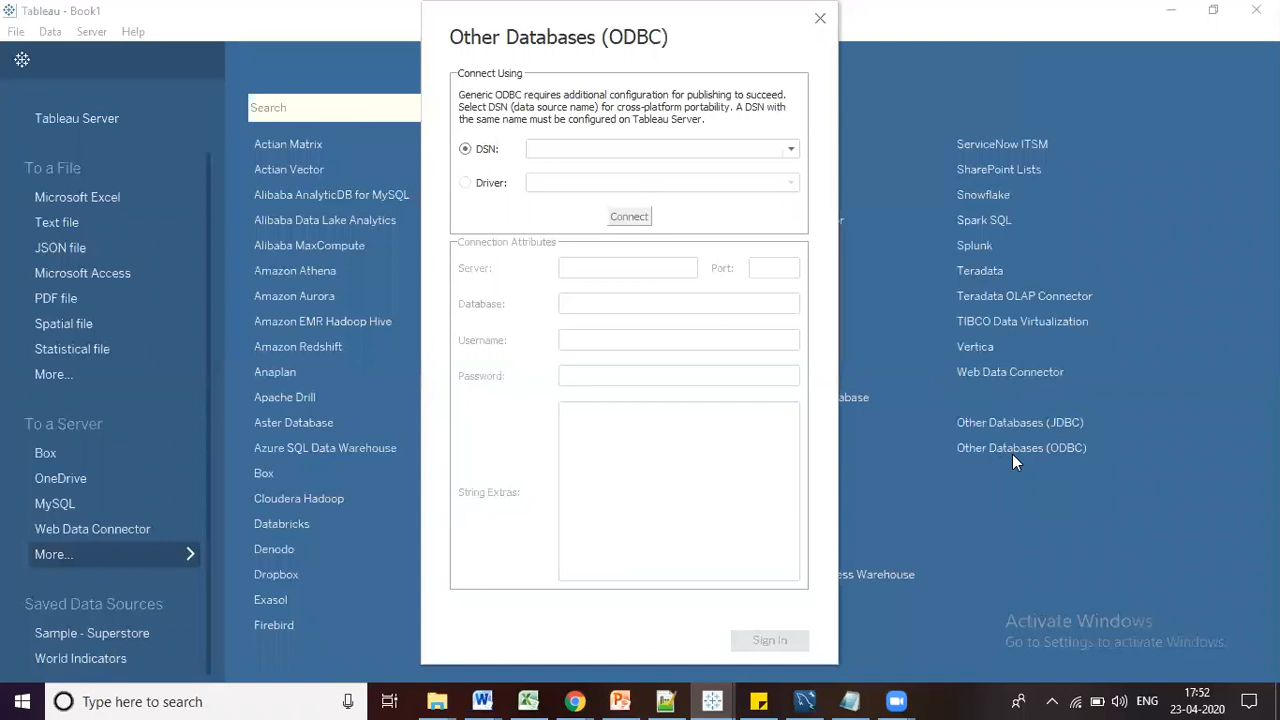 Tableau - Book1
File Data Server Help
Tableau Server
To a File
Microsoft Excel
Text file
JSON file
Microsoft Access
PDF file
Spatial file
Statistical file
More...
To a Server
Box
OneDrive
MySQL
Web Data Connector
More...
Saved Data Sources
Sample - Superstore
World Indicators
Search
Actian Matrix
Actian Vector
Alibaba AnalyticDB for MySQL
Alibaba Data Lake Analytics
Alibaba MaxCompute
Amazon Athena
Amazon Aurora
Amazon EMR Hadoop Hive
Amazon Redshift
Anaplan
Apache Drill
Aster Database
Azure SQL Data Warehouse
Box
Cloudera Hadoop
Databricks
Denodo
Dropbox
Exasol
Firebird
Other Databases (ODBC)
Connect Using
Generic ODBC requires additional configuration for publishing to succeed.
Select DSN (data source name) for cross-platform portability. A DSN with
the same name must be configured on Tableau Server.
DSN:
Driver:
Connect
Connection Attributes
Server: Port:
Database:
Username:
Password:
String Extras:
Sign In
r
abase
ess Warehouse
ServiceNow ITSM
SharePoint Lists
Snowflake
Spark SQL
Splunk
Teradata
Teradata OLAP Connector
TIBCO Data Virtualization
Vertica
Web Data Connector
Other Databases (JDBC)
Other Databases (ODBC)
Activate Windows
Go to Settings to activate Windows.
Type here to search
ENG
17:52
23-04-2020